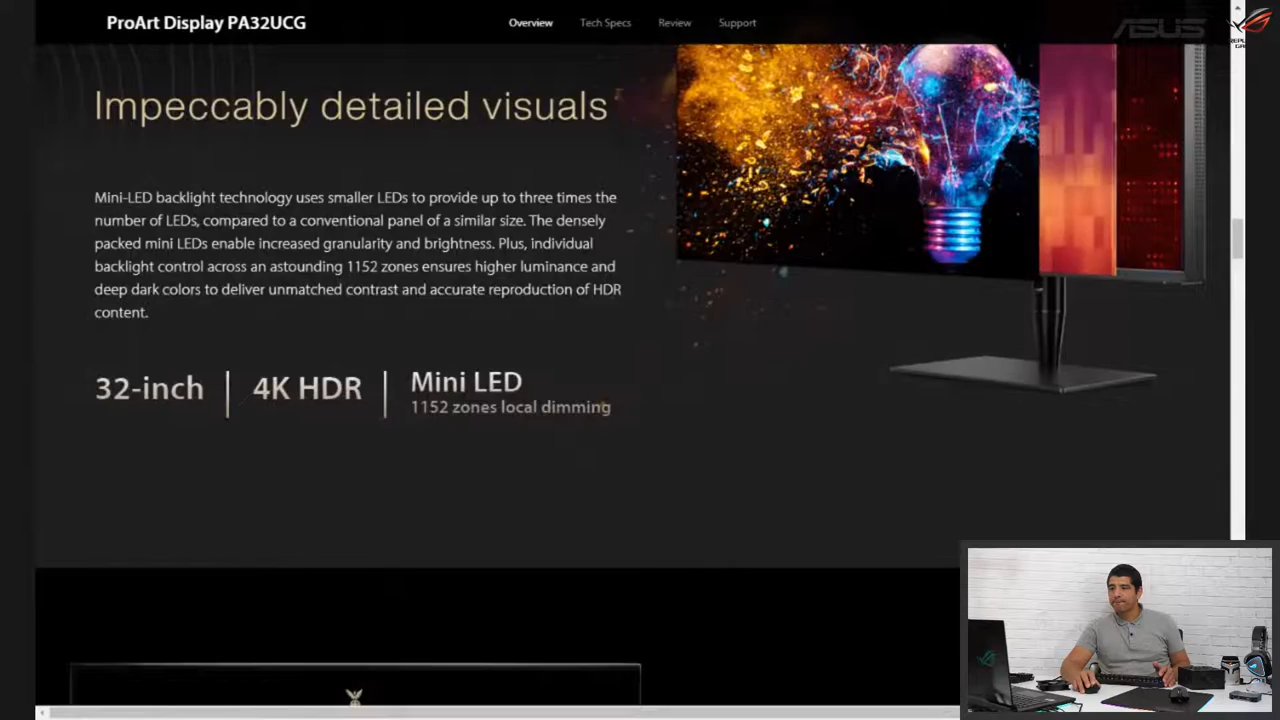 ProArt Display PA32UCG
Overview
Tech Specs
Review
Support
ASUS
Impeccably detailed visuals
Mini-LED backlight technology uses smaller LEDs to provide up to three times the
number of LEDs, compared to a conventional panel of a similar size. The densely
packed mini LEDs enable increased granularity and brightness. Plus, individual
backlight control across an astounding 1152 zones ensures higher luminance and
deep dark colors to deliver unmatched contrast and accurate reproduction of HDR
content.
32-inch
4K HDR
Mini LED
1152 zones local dimming